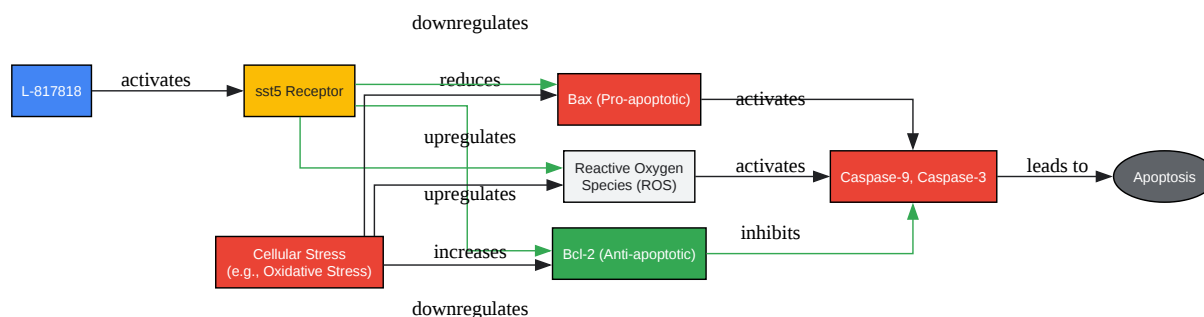 downregulates
L-817818
activates
sst5 Receptor
reduces
Bax (Pro-apoptotic)
activates
upregulates
Reactive Oxygen
Species (ROS)
activates
Caspase-9, Caspase-3
leads to
Apoptosis
upregulates
Cellular Stress
(e.g., Oxidative Stress)
increases
Bcl-2 (Anti-apoptotic)
inhibits
downregulates